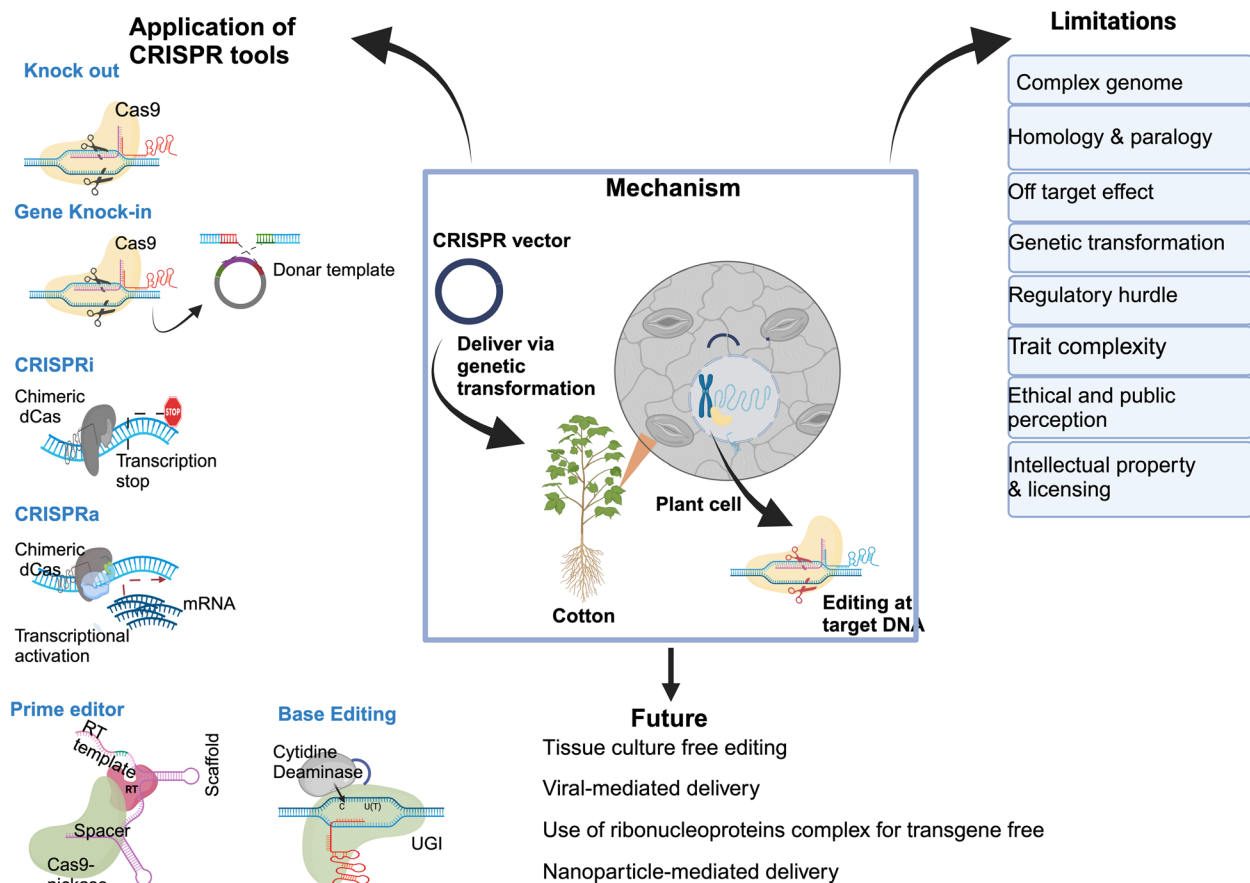 Application of
CRISPR tools
Knock out
Cas9
Gene Knock-in
Cas9
Donar template
CRISPRi
Chimeric
dCas
STOP
Transcription
stop
CRISPRa
Chimeric
dCas
mRNA
Transcriptional
activation
Prime editor
RT
template
RT
Scaffold
Spacer
Cas9-
nickase
Base Editing
Cytidine
Deaminase
C
U(T)
UGI
Mechanism
CRISPR vector
Deliver via
genetic
transformation
Plant cell
Cotton
Editing at
target DNA
Future
Tissue culture free editing
Viral-mediated delivery
Use of ribonucleoproteins complex for transgene free
Nanoparticle-mediated delivery
Limitations
Complex genome
Homology & paralogy
Off target effect
Genetic transformation
Regulatory hurdle
Trait complexity
Ethical and public
perception
Intellectual property
& licensing